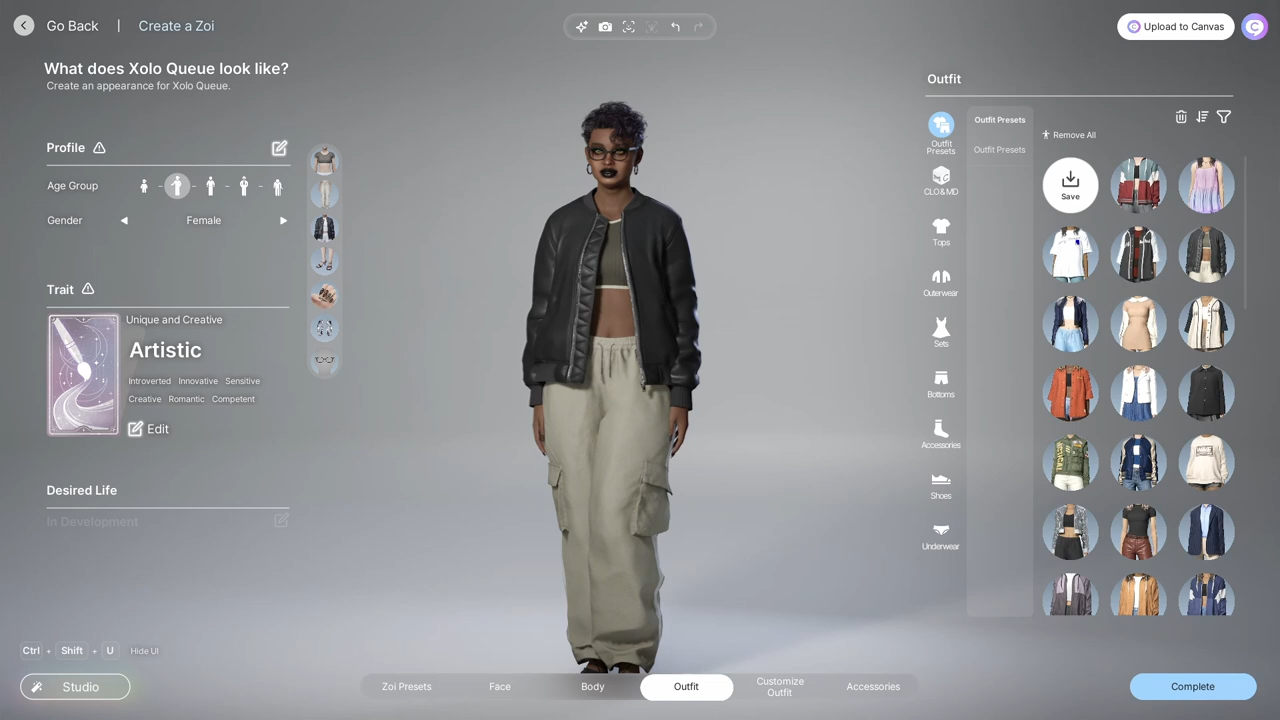 Go Back | Create a Zoi
Upload to Canvas
What does Xolo Queue look like?
Create an appearance for Xolo Queue.
Profile
Age Group
Gender
Female
Trait
Unique and Creative
Artistic
Introverted Innovative Sensitive
Creative Romantic Competent
Edit
Desired Life
In Development
Ctrl + Shift + U Hide UI
Studio
Zoi Presets
Face
Body
Outfit
Customize
Outfit
Accessories
Complete
Outfit
Outfit
Presets
CLO&MD
Tops
Outerwear
Sets
Bottoms
Accessories
Shoes
Underwear
Outfit Presets
Outfit Presets
Remove All
Save